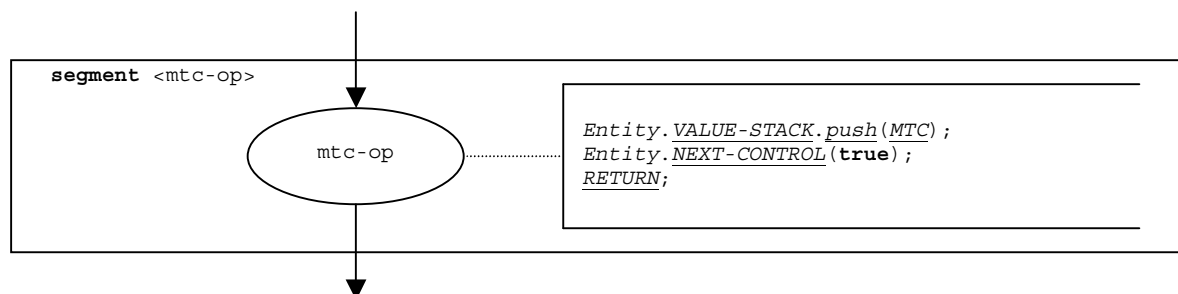 segment <mtc-op>
mtc-op
Entity.VALUE-STACK.push(MTC);
Entity.NEXT-CONTROL(true);
RETURN;